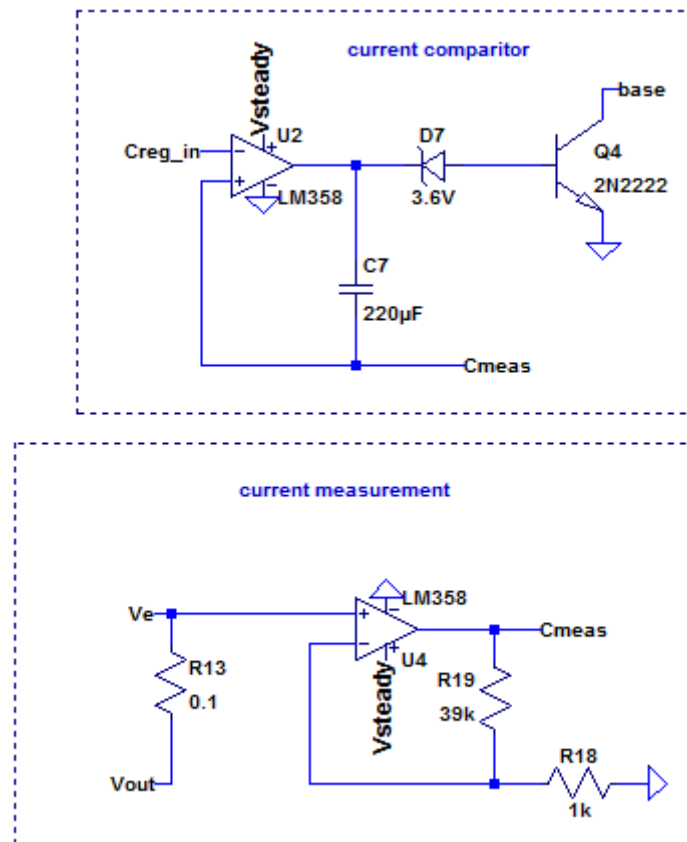 current comparitor
Vsteady
U2
Creg_in
LM358
D7
3.6V
base
Q4
2N2222
C7
220µF
Cmeas
current measurement
Ve
R13
0.1
Vout
LM358
U4
Vsteady
Cmeas
R19
39k
R18
1k